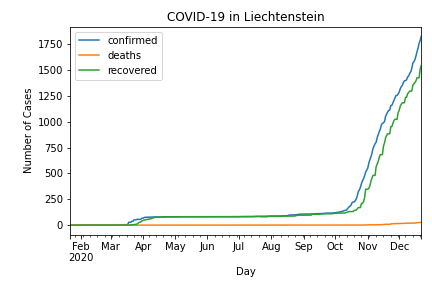 COVID-19 in Liechtenstein
confirmed
deaths
recovered
Number of Cases
1750
1500
1250
1000
750
500
250
0
Feb Mar Apr May Jun Jul Aug Sep Oct Nov Dec
2020
Day